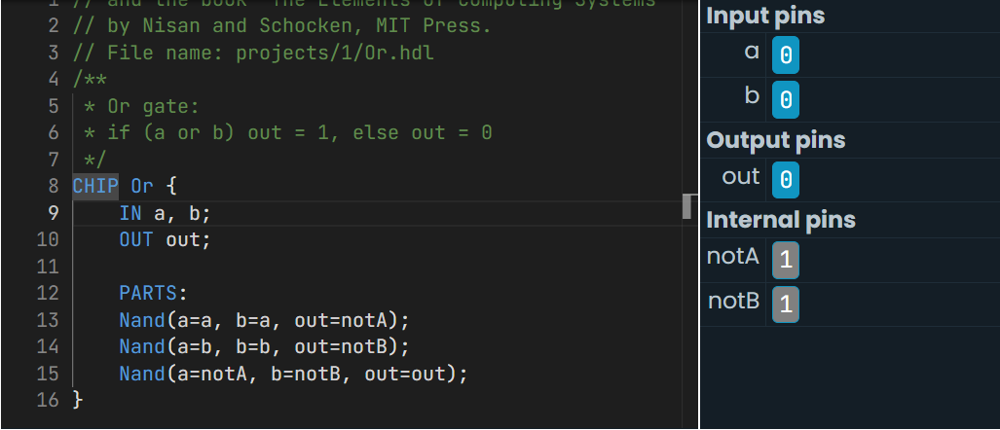 1 // and the book "The Elements of Computing Systems"
2 // by Nisan and Schocken, MIT Press.
3 // File name: projects/1/Or.hdl
4 /**
5  * Or gate:
6  * if (a or b) out = 1, else out = 0
7  */
8 CHIP Or {
9     IN a, b;
10     OUT out;
11
12     PARTS:
13     Nand(a=a, b=a, out=notA);
14     Nand(a=b, b=b, out=notB);
15     Nand(a=notA, b=notB, out=out);
16 }
Input pins
a 0
b 0
Output pins
out 0
Internal pins
notA 1
notB 1